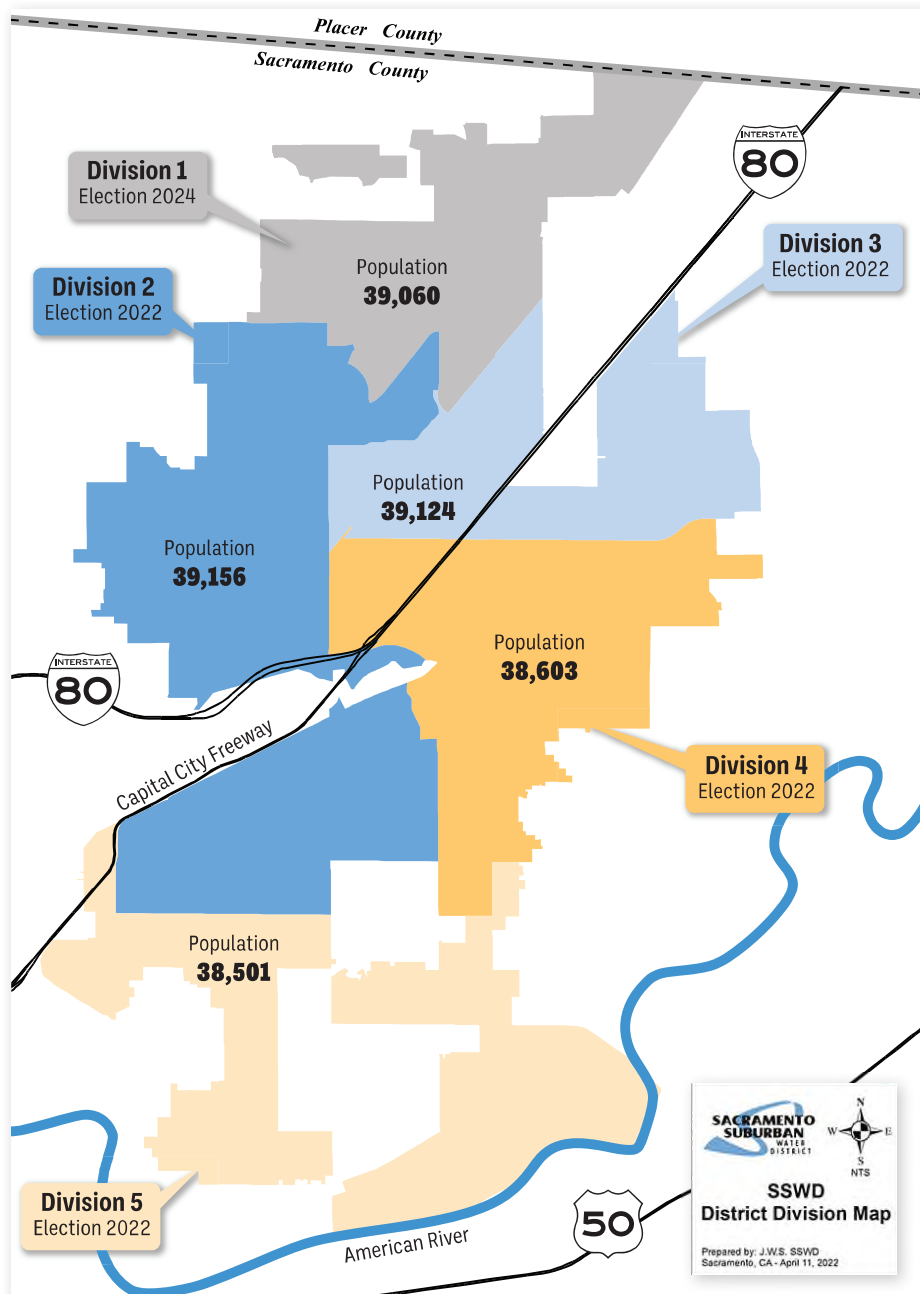 Placer County
Sacramento County
INTERSTATE
80
Division 1
Election 2024
Division 3
Election 2022
Population
39,060
Division 2
Election 2022
Population
39,124
Population
39,156
Population
38,603
INTERSTATE
80
Capital City Freeway
Division 4
Election 2022
Population
38,501
Division 5
Election 2022
American River
50
SACRAMENTO
SUBURBAN
WATER
DISTRICT
N
W
E
S
NTS
SSWD
District Division Map
Prepared by: J.W.S. SSWD
Sacramento, CA - April 11, 2022